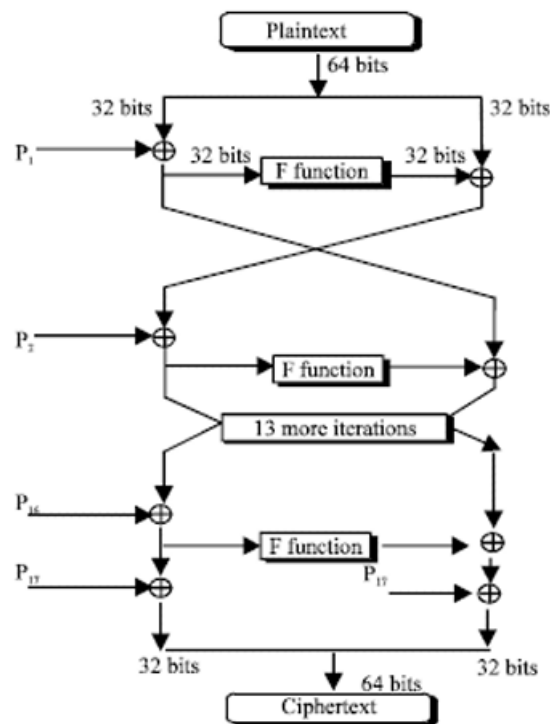 Plaintext
64 bits
32 bits
32 bits
P₁
32 bits
F function
32 bits
P₂
F function
13 more iterations
P₁₆
F function
P₁₇
P₁₇
32 bits
32 bits
64 bits
Ciphertext